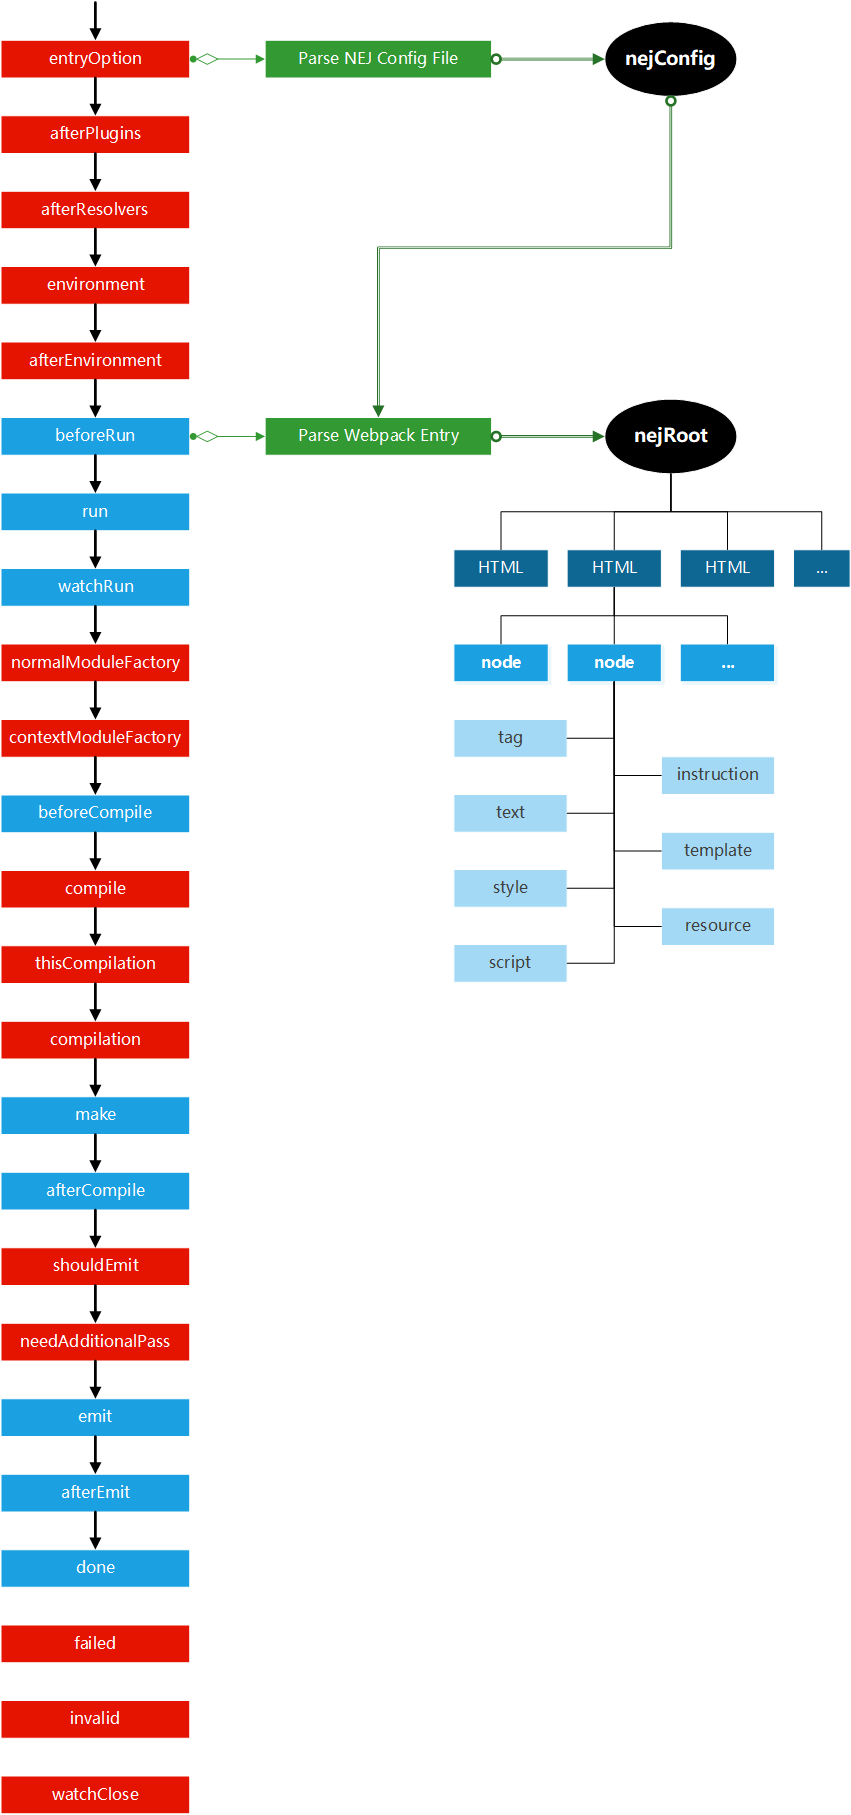 entryOption
Parse NEJ Config File
nejConfig
afterPlugins
afterResolvers
environment
afterEnvironment
beforeRun
Parse Webpack Entry
nejRoot
run
watchRun
HTML
HTML
HTML
...
normalModuleFactory
node
node
...
contextModuleFactory
tag
instruction
beforeCompile
text
template
compile
style
resource
thisCompilation
script
compilation
make
afterCompile
shouldEmit
needAdditionalPass
emit
afterEmit
done
failed
invalid
watchClose